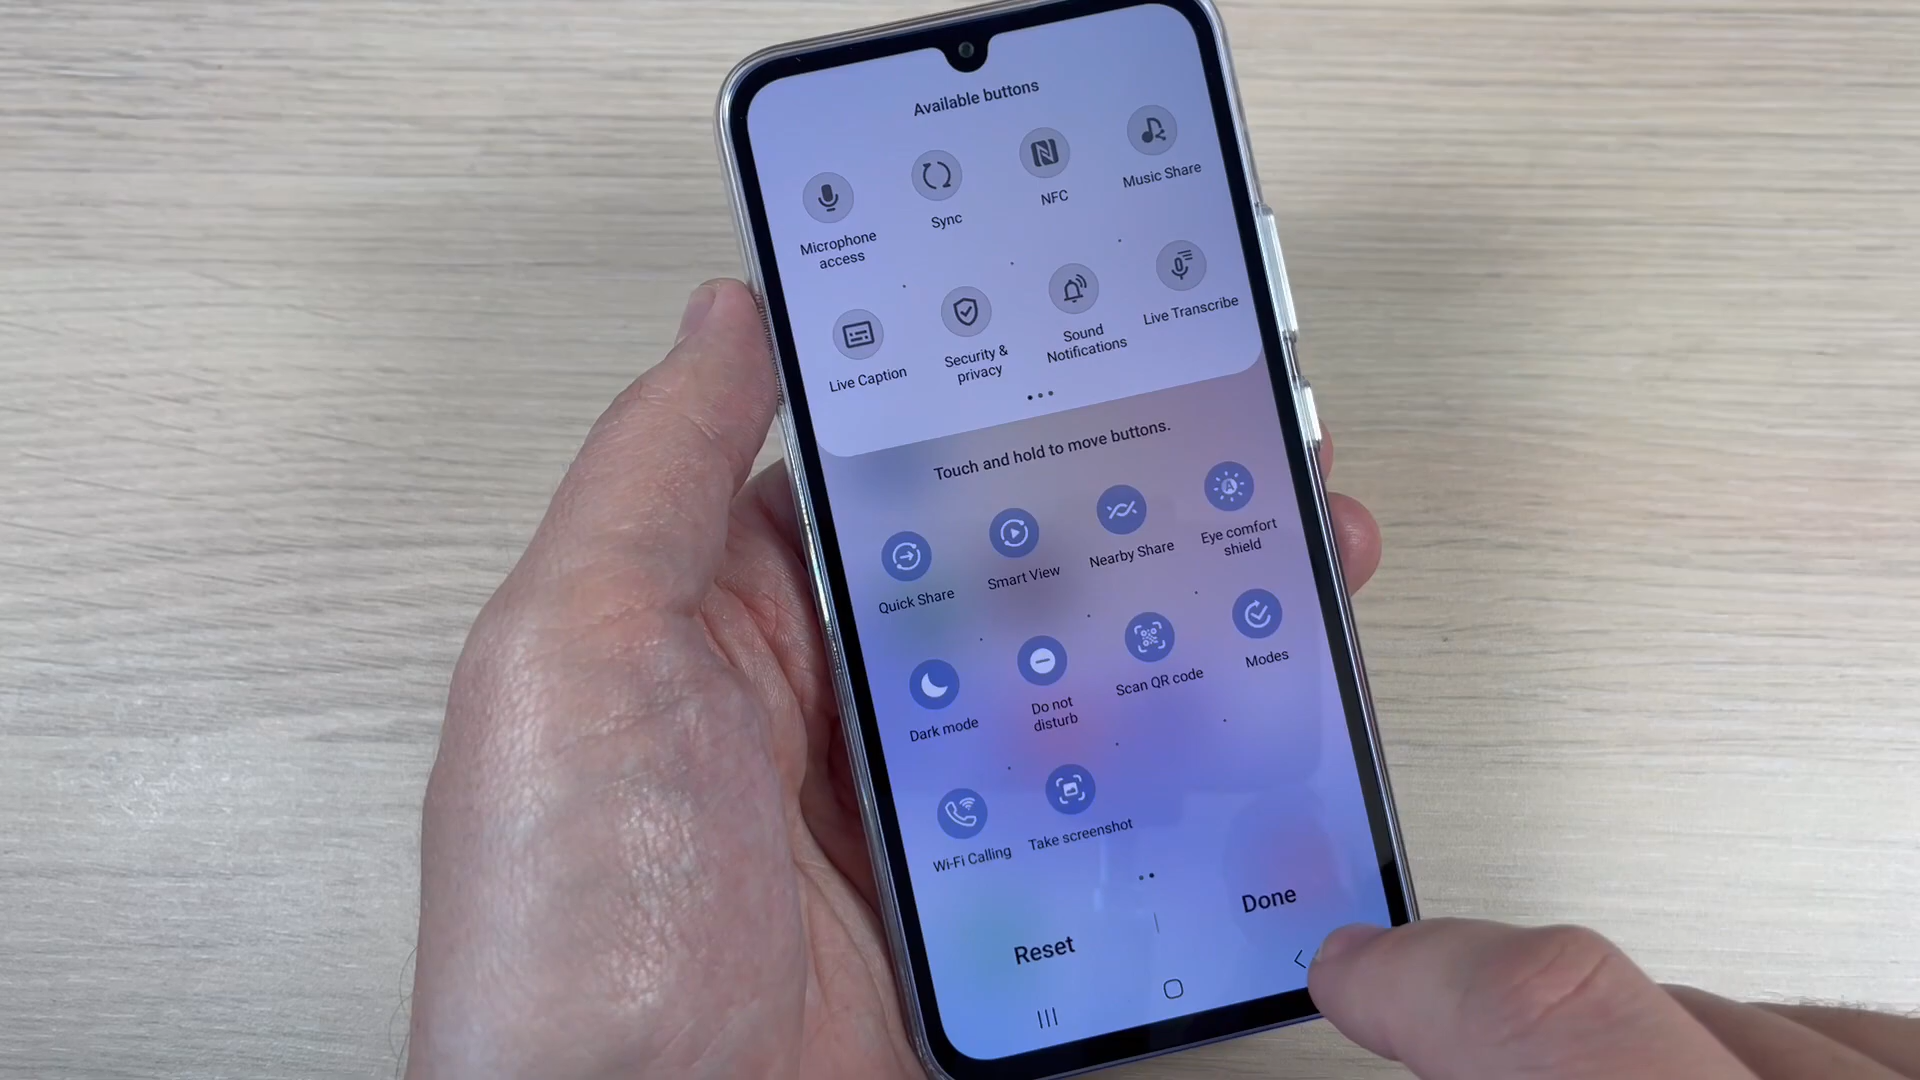 Available buttons
Microphone
access
Sync
NFC
Music Share
Live Caption
Security &
privacy
Sound
Notifications
Live Transcribe
Touch and hold to move buttons.
Quick Share
Smart View
Nearby Share
Eye comfort
shield
Dark mode
Do not
disturb
Scan QR code
Modes
Wi-Fi Calling
Take screenshot
Reset
Done